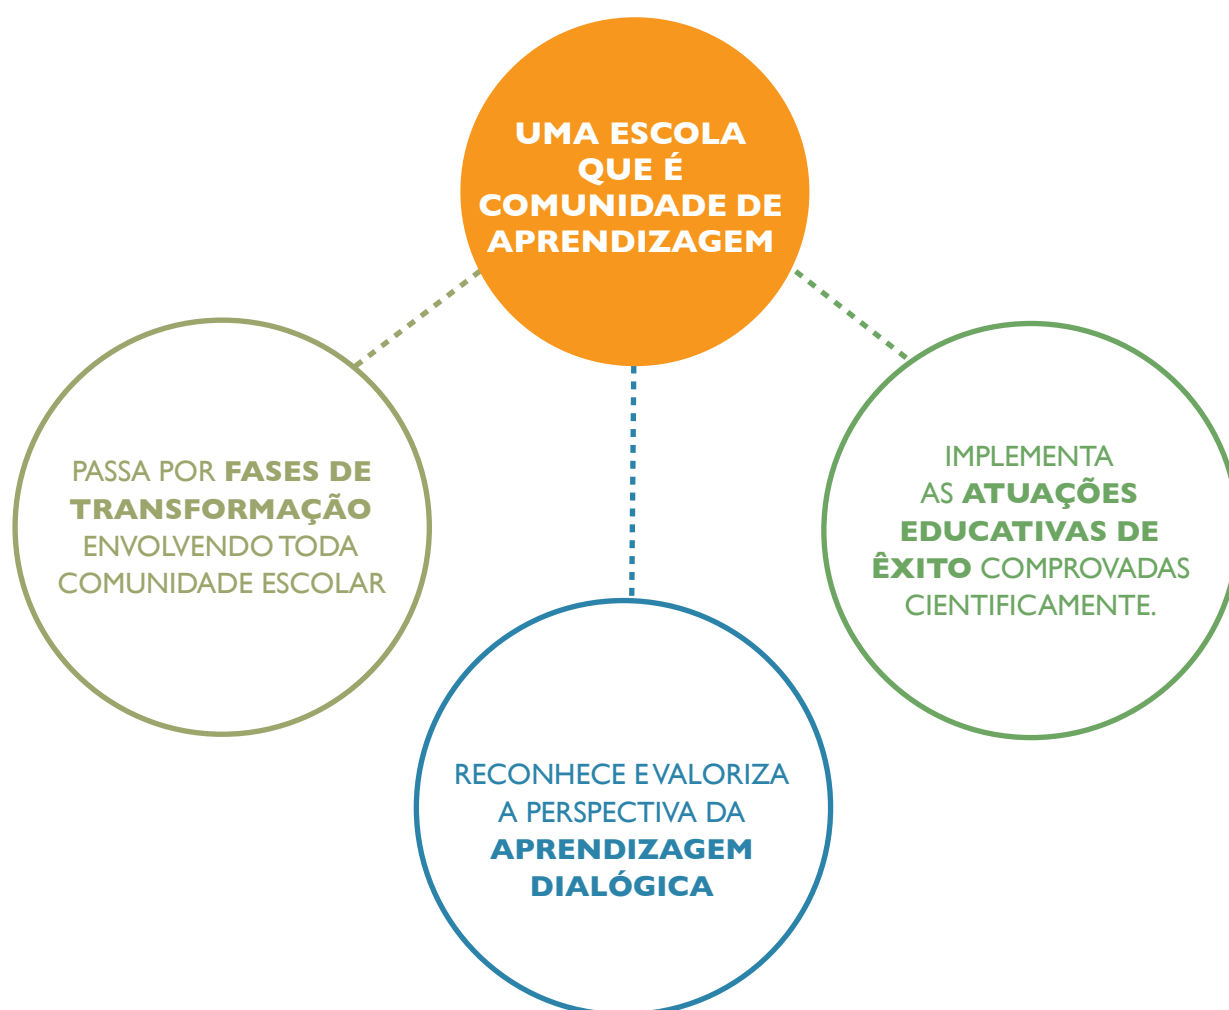 UMA ESCOLA
QUE É
COMUNIDADE DE
APRENDIZAGEM
PASSA POR FASES DE
TRANSFORMAÇÃO
ENVOLVENDO TODA
COMUNIDADE ESCOLAR
RECONHECE E VALORIZA
A PERSPECTIVA DA
APRENDIZAGEM
DIALÓGICA
IMPLEMENTA
AS ATUAÇÕES
EDUCATIVAS DE
ÊXITO COMPROVADAS
CIENTIFICAMENTE.